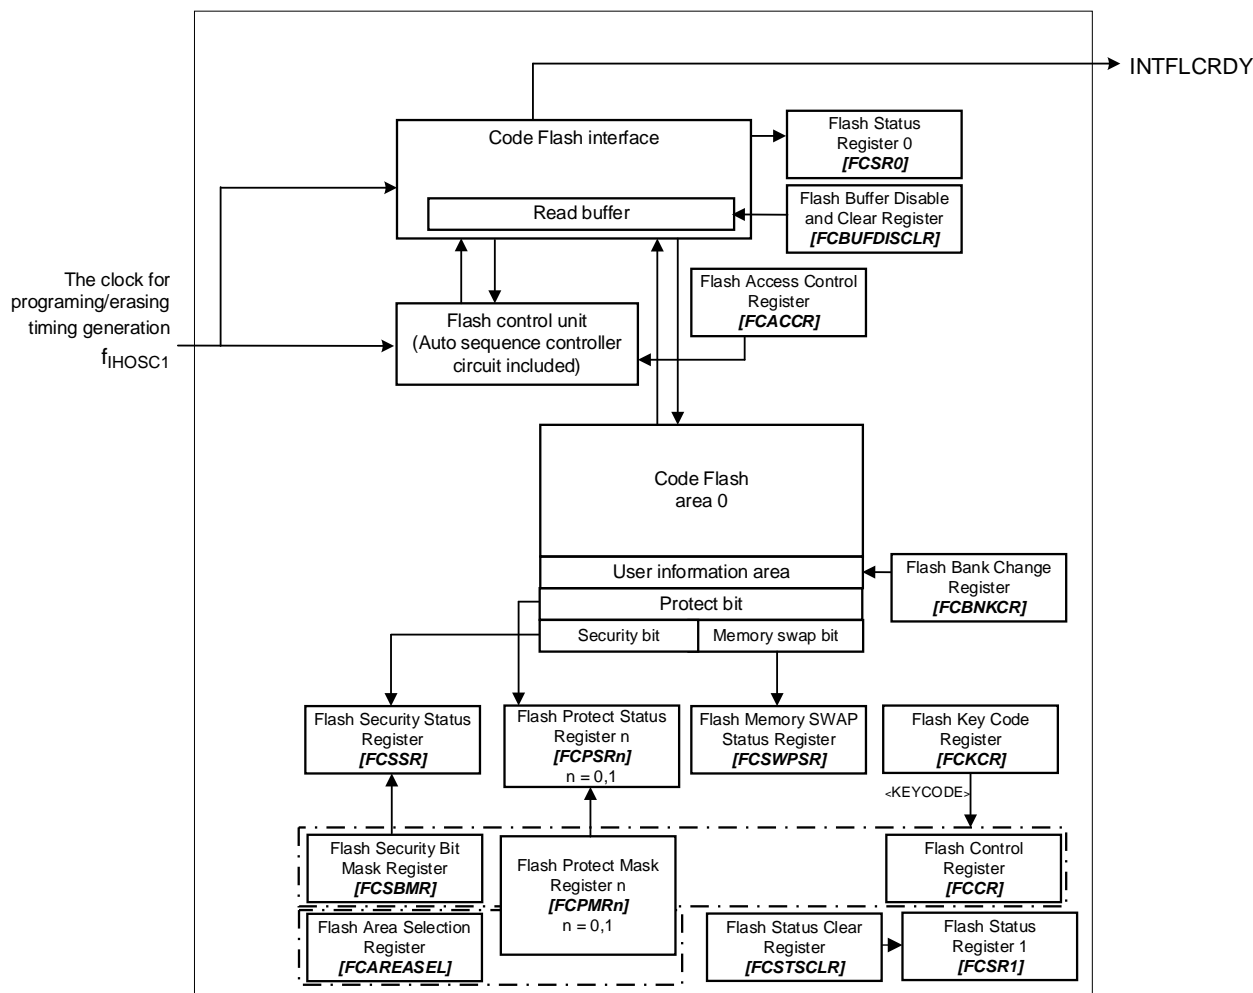 INTFLCRDY
Code Flash interface
Flash Status
Register 0
[FCSR0]
Read buffer
Flash Buffer Disable
and Clear Register
[FCBUFDISCLR]
The clock for
programing/erasing
timing generation
fIHOSC1
Flash Access Control
Register
[FCACCR]
Flash control unit
(Auto sequence controller
circuit included)
Code Flash
area 0
User information area
Flash Bank Change
Register
[FCBNKCR]
Protect bit
Security bit
Memory swap bit
Flash Security Status
Register
[FCSSR]
Flash Protect Status
Register n
[FCPSRn]
n = 0,1
Flash Memory SWAP
Status Register
[FCSWPSR]
Flash Key Code
Register
[FCKCR]
<KEYCODE>
Flash Security Bit
Mask Register
[FCSBMR]
Flash Protect Mask
Register n
[FCPMRn]
n = 0,1
Flash Control
Register
[FCCR]
Flash Area Selection
Register
[FCAREASEL]
Flash Status Clear
Register
[FCSTSCLR]
Flash Status
Register 1
[FCSR1]